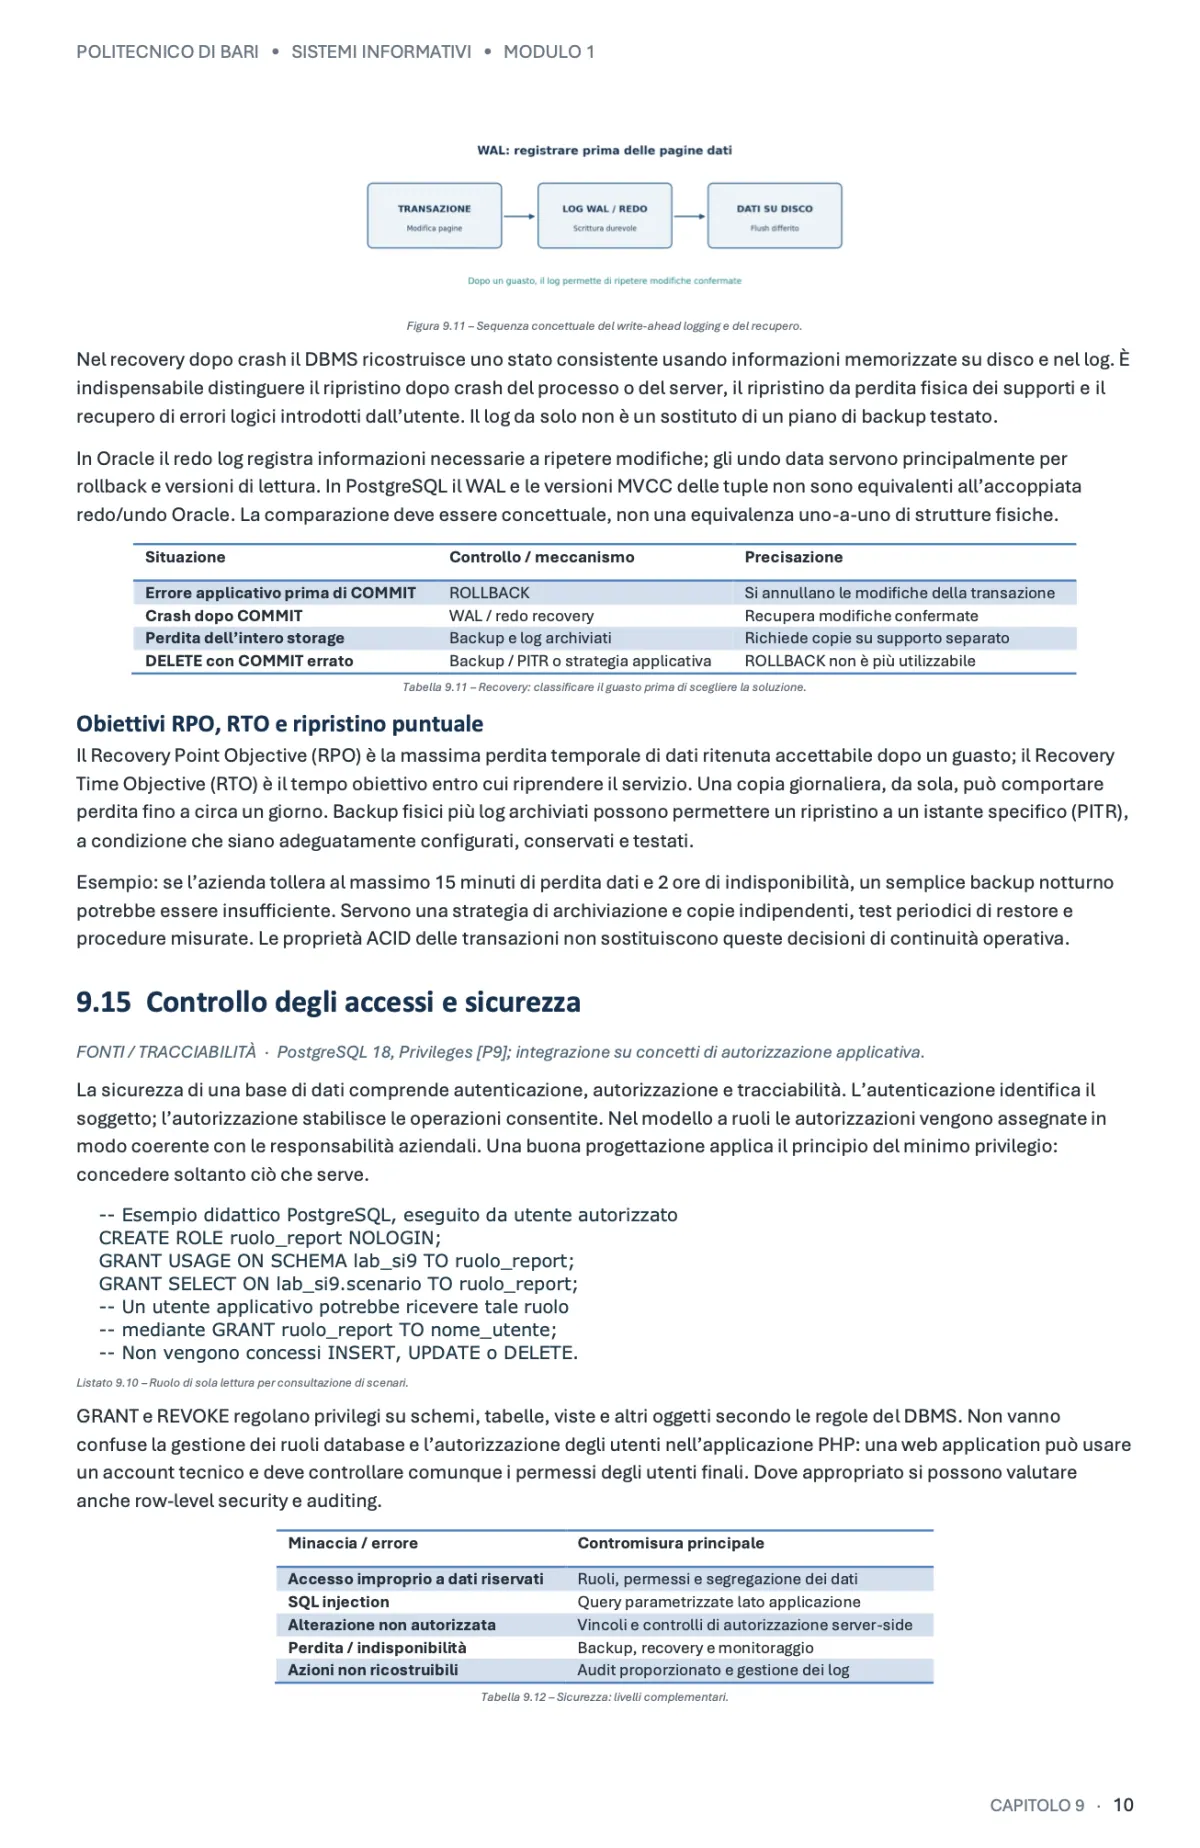 POLITECNICO DI BARI • SISTEMI INFORMATIVI • MODULO 1
WAL: registrare prima delle pagine dati
TRANSAZIONE
Modifica pagine
LOG WAL / REDO
Scrittura durevole
DATI SU DISCO
Flush differito
Dopo un guasto, il log permette di ripetere modifiche confermate
Figura 9.11 – Sequenza concettuale del write-ahead logging e del recupero.
Nel recovery dopo crash il DBMS ricostruisce uno stato consistente usando informazioni memorizzate su disco e nel log. È
indispensabile distinguere il ripristino dopo crash del processo o del server, il ripristino da perdita fisica dei supporti e il
recupero di errori logici introdotti dall’utente. Il log da solo non è un sostituto di un piano di backup testato.
In Oracle il redo log registra informazioni necessarie a ripetere modifiche; gli undo data servono principalmente per
rollback e versioni di lettura. In PostgreSQL il WAL e le versioni MVCC delle tuple non sono equivalenti all’accoppiata
redo/undo Oracle. La comparazione deve essere concettuale, non una equivalenza uno-a-uno di strutture fisiche.
Situazione Controllo / meccanismo Precisazione
Errore applicativo prima di COMMIT ROLLBACK Si annullano le modifiche della transazione
Crash dopo COMMIT WAL / redo recovery Recupera modifiche confermate
Perdita dell’intero storage Backup e log archiviati Richiede copie su supporto separato
DELETE con COMMIT errato Backup / PITR o strategia applicativa ROLLBACK non è più utilizzabile
Tabella 9.11 – Recovery: classificare il guasto prima di scegliere la soluzione.
Obiettivi RPO, RTO e ripristino puntuale
Il Recovery Point Objective (RPO) è la massima perdita temporale di dati ritenuta accettabile dopo un guasto; il Recovery
Time Objective (RTO) è il tempo obiettivo entro cui riprendere il servizio. Una copia giornaliera, da sola, può comportare
perdita fino a circa un giorno. Backup fisici più log archiviati possono permettere un ripristino a un istante specifico (PITR),
a condizione che siano adeguatamente configurati, conservati e testati.
Esempio: se l’azienda tollera al massimo 15 minuti di perdita dati e 2 ore di indisponibilità, un semplice backup notturno
potrebbe essere insufficiente. Servono una strategia di archiviazione e copie indipendenti, test periodici di restore e
procedure misurate. Le proprietà ACID delle transazioni non sostituiscono queste decisioni di continuità operativa.
9.15 Controllo degli accessi e sicurezza
FONTI / TRACCIABILITÀ · PostgreSQL 18, Privileges [P9]; integrazione su concetti di autorizzazione applicativa.
La sicurezza di una base di dati comprende autenticazione, autorizzazione e tracciabilità. L’autenticazione identifica il
soggetto; l’autorizzazione stabilisce le operazioni consentite. Nel modello a ruoli le autorizzazioni vengono assegnate in
modo coerente con le responsabilità aziendali. Una buona progettazione applica il principio del minimo privilegio:
concedere soltanto ciò che serve.
-- Esempio didattico PostgreSQL, eseguito da utente autorizzato
CREATE ROLE ruolo_report NOLOGIN;
GRANT USAGE ON SCHEMA lab_si9 TO ruolo_report;
GRANT SELECT ON lab_si9.scenario TO ruolo_report;
-- Un utente applicativo potrebbe ricevere tale ruolo
-- mediante GRANT ruolo_report TO nome_utente;
-- Non vengono concessi INSERT, UPDATE o DELETE.
Listato 9.10 – Ruolo di sola lettura per consultazione di scenari.
GRANT e REVOKE regolano privilegi su schemi, tabelle, viste e altri oggetti secondo le regole del DBMS. Non vanno
confuse la gestione dei ruoli database e l’autorizzazione degli utenti nell’applicazione PHP: una web application può usare
un account tecnico e deve controllare comunque i permessi degli utenti finali. Dove appropriato si possono valutare
anche row-level security e auditing.
Minaccia / errore Contromisura principale
Accesso improprio a dati riservati Ruoli, permessi e segregazione dei dati
SQL injection Query parametrizzate lato applicazione
Alterazione non autorizzata Vincoli e controlli di autorizzazione server-side
Perdita / indisponibilità Backup, recovery e monitoraggio
Azioni non ricostruibili Audit proporzionato e gestione dei log
Tabella 9.12 – Sicurezza: livelli complementari.
CAPITOLO 9 · 10